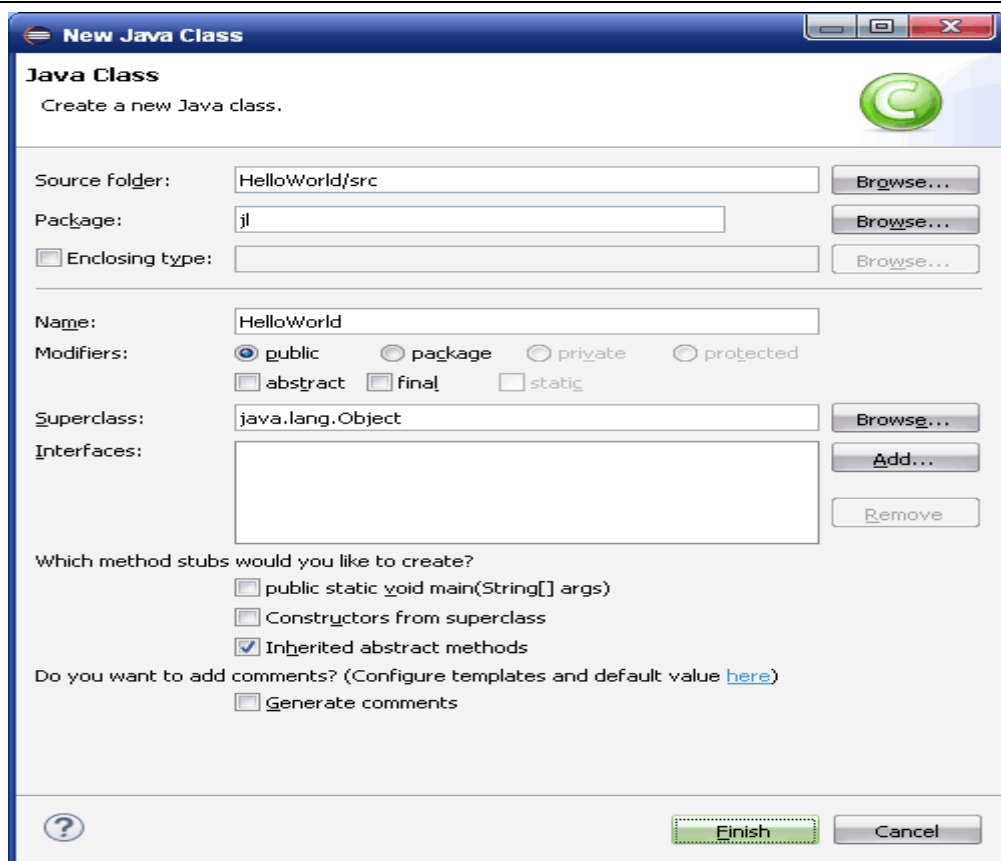 New Java Class
Java Class
Create a new Java class.
C
Source folder: HelloWorld/src Browse...
Package: jl Browse...
Enclosing type: Browse...
Name: HelloWorld
Modifiers: public package private protected
abstract final static
Superclass: java.lang.Object Browse...
Interfaces: Add...
Remove
Which method stubs would you like to create?
public static void main(String[] args)
Constructors from superclass
Inherited abstract methods
Do you want to add comments? (Configure templates and default value here)
Generate comments
? Finish Cancel